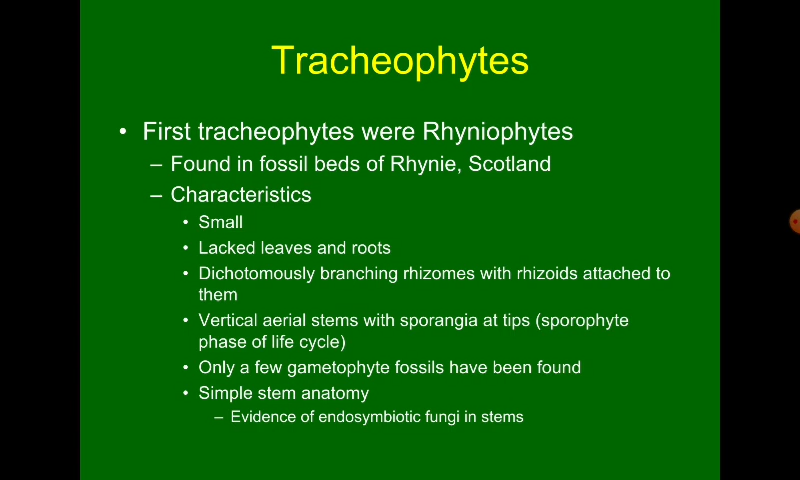 Tracheophytes
• First tracheophytes were Rhyniophytes
– Found in fossil beds of Rhynie, Scotland
– Characteristics
• Small
• Lacked leaves and roots
• Dichotomously branching rhizomes with rhizoids attached to
them
• Vertical aerial stems with sporangia at tips (sporophyte
phase of life cycle)
• Only a few gametophyte fossils have been found
• Simple stem anatomy
– Evidence of endosymbiotic fungi in stems